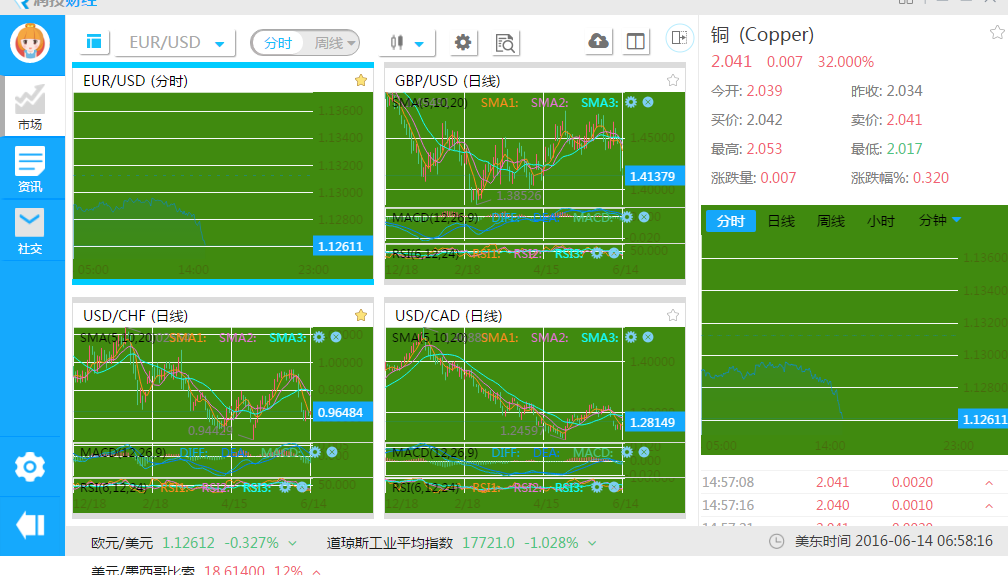 润投财经
EUR/USD 分时 周线
市场
资讯
社交
EUR/USD (分时)
1.13600
1.13400
1.13200
1.13000
1.12800
1.12611
05:00 14:00 23:00
GBP/USD (日线)
SMA(5,10,20) SMA1: SMA2: SMA3:
1.45000
1.41379
1.40000
1.38526
MACD(12,26,9) DIFF: DEA: MACD:
0.020
RSI(6,12,24) RSI1: RSI2: RSI3:
50.000
12/18 2/18 4/15 6/14
USD/CHF (日线)
SMA(5,10,20) SMA1: SMA2: SMA3:
1.00000
0.98000
0.96484
MACD(12,26,9) DIFF: DEA: MACD:
RSI(6,12,24) RSI1: RSI2: RSI3:
50.000
12/18 2/18 4/15 6/14
USD/CAD (日线)
SMA(5,10,20) SMA1: SMA2: SMA3:
1.40000
1.28149
MACD(12,26,9) DIFF: DEA: MACD:
0.020
RSI(6,12,24) RSI1: RSI2: RSI3:
50.000
12/18 2/18 4/15 6/14
铜 (Copper)
2.041 0.007 32.000%
今开: 2.039 昨收: 2.034
买价: 2.042 卖价: 2.041
最高: 2.053 最低: 2.017
涨跌量: 0.007 涨跌幅%: 0.320
分时 日线 周线 小时 分钟
1.13600
1.13400
1.13200
1.13000
1.12800
1.12611
05:00 14:00 23:00
14:57:08 2.041 0.0020
14:57:16 2.040 0.0010
欧元/美元 1.12612 -0.327% 道琼斯工业平均指数 17721.0 -1.028% 美东时间 2016-06-14 06:58:16
美元/墨西哥比索 18.61400 .12%